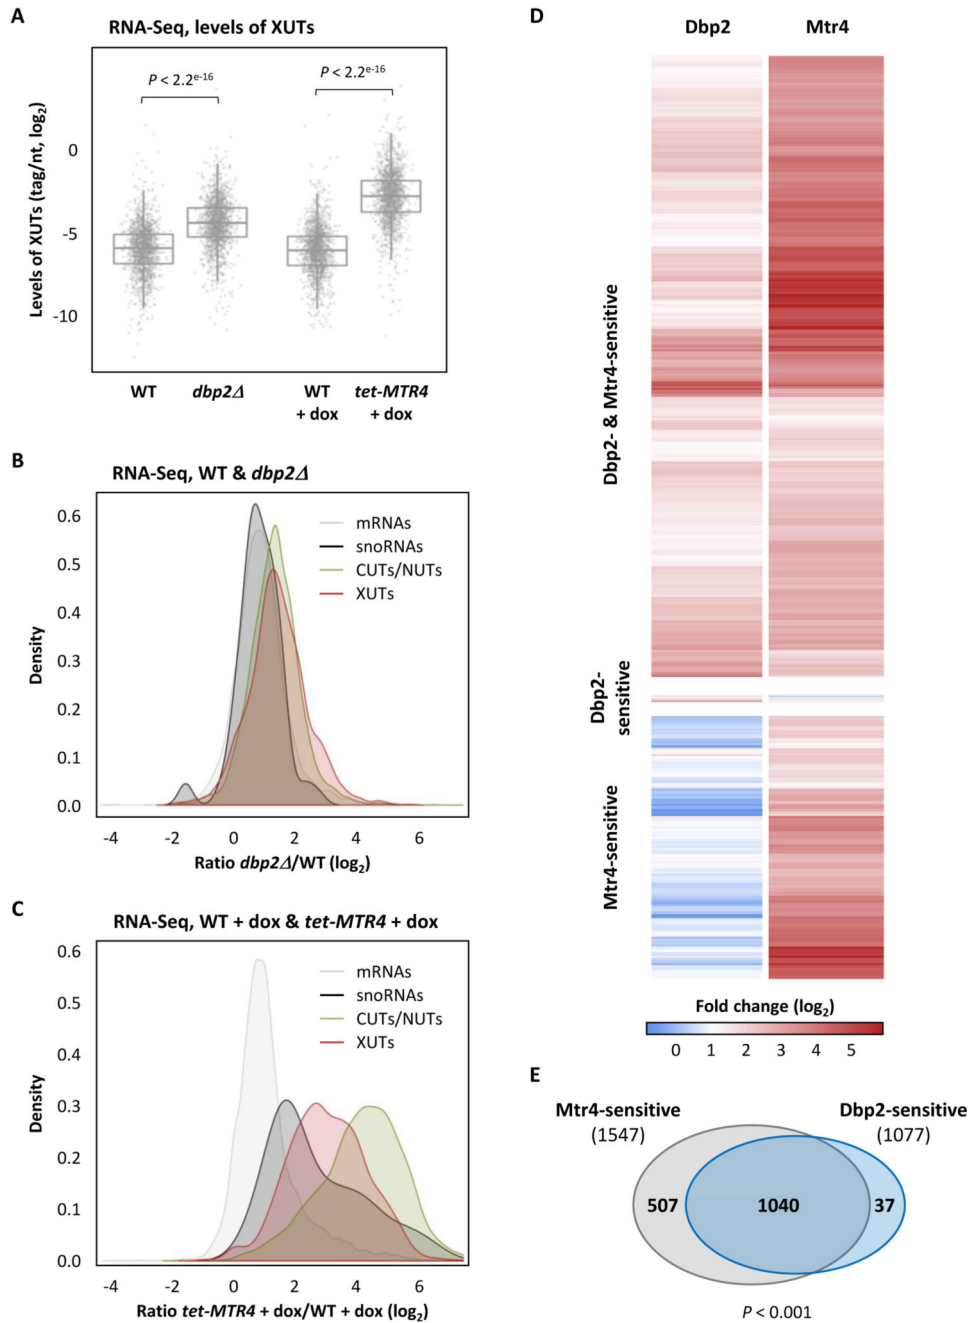 A
RNA-Seq, levels of XUTs
P < 2.2e-16
P < 2.2e-16
Levels of XUTs (tag/nt, log2)
0
-5
-10
WT
dbp2Δ
WT
+ dox
tet-MTR4
+ dox
B
RNA-Seq, WT & dbp2Δ
mRNAs
snoRNAs
CUTs/NUTs
XUTs
Density
0.6
0.5
0.4
0.3
0.2
0.1
0.0
-4 -2 0 2 4 6
Ratio dbp2Δ/WT (log2)
C
RNA-Seq, WT + dox & tet-MTR4 + dox
mRNAs
snoRNAs
CUTs/NUTs
XUTs
Density
0.6
0.5
0.4
0.3
0.2
0.1
0.0
-4 -2 0 2 4 6
Ratio tet-MTR4 + dox/WT + dox (log2)
D
Dbp2 Mtr4
Dbp2- & Mtr4-sensitive
Dbp2-
sensitive
Mtr4-sensitive
Fold change (log2)
0 1 2 3 4 5
E
Mtr4-sensitive
(1547)
Dbp2-sensitive
(1077)
507 1040 37
P < 0.001